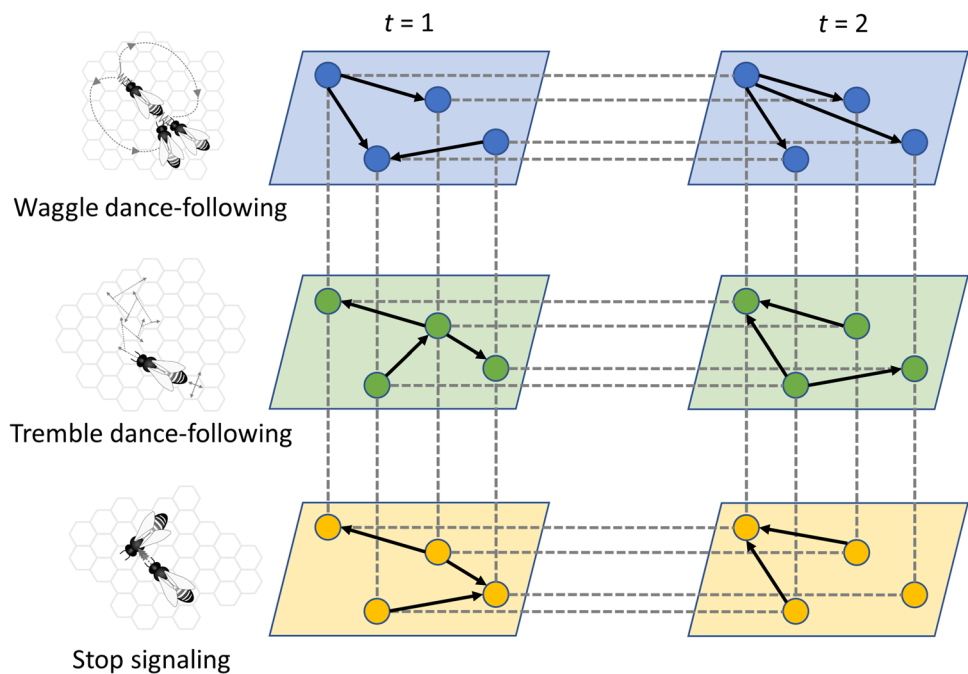 t = 1
t = 2
Waggle dance-following
Tremble dance-following
Stop signaling